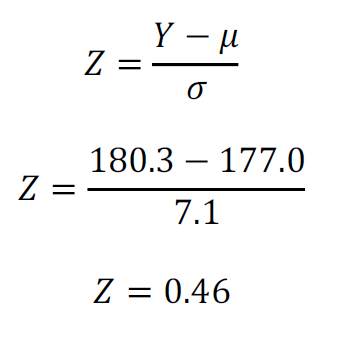 Z = (Y − μ) / σ
Z = (180.3 − 177.0) / 7.1
Z = 0.46